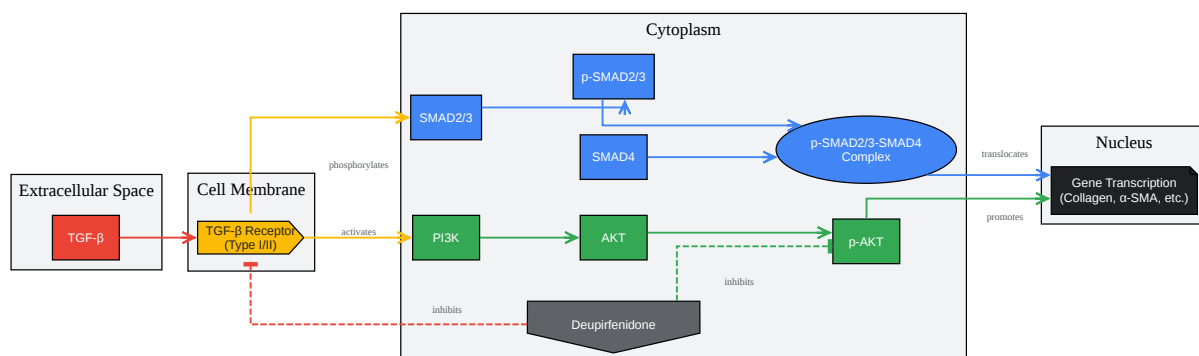 Cytoplasm
p-SMAD2/3
SMAD2/3
Nucleus
p-SMAD2/3-SMAD4
Complex
SMAD4
translocates
phosphorylates
Extracellular Space
Cell Membrane
Gene Transcription
(Collagen, α-SMA, etc.)
TGF-β
TGF-β Receptor
(Type I/II)
activates
PI3K
AKT
p-AKT
promotes
inhibits
inhibits
Deupirfenidone